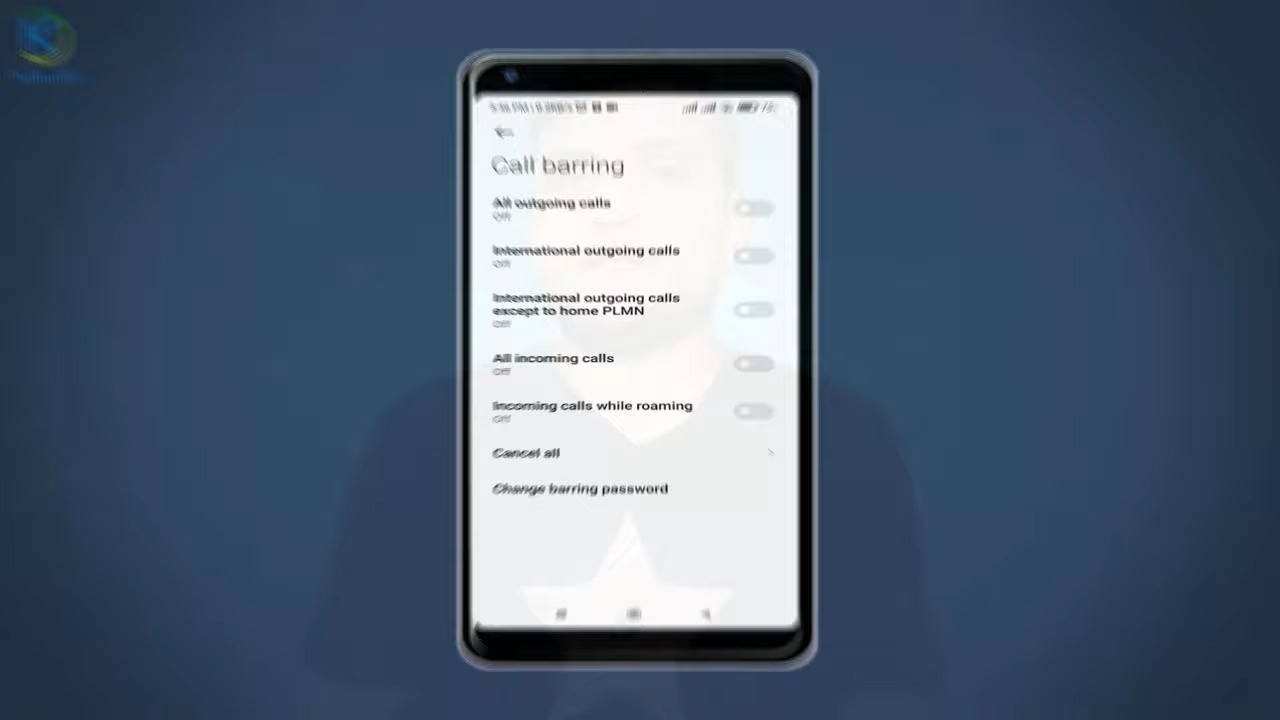 Call barring
All outgoing calls
Off
International outgoing calls
Off
International outgoing calls
except to home PLMN
Off
All incoming calls
Off
Incoming calls while roaming
Off
Cancel all
Change barring password